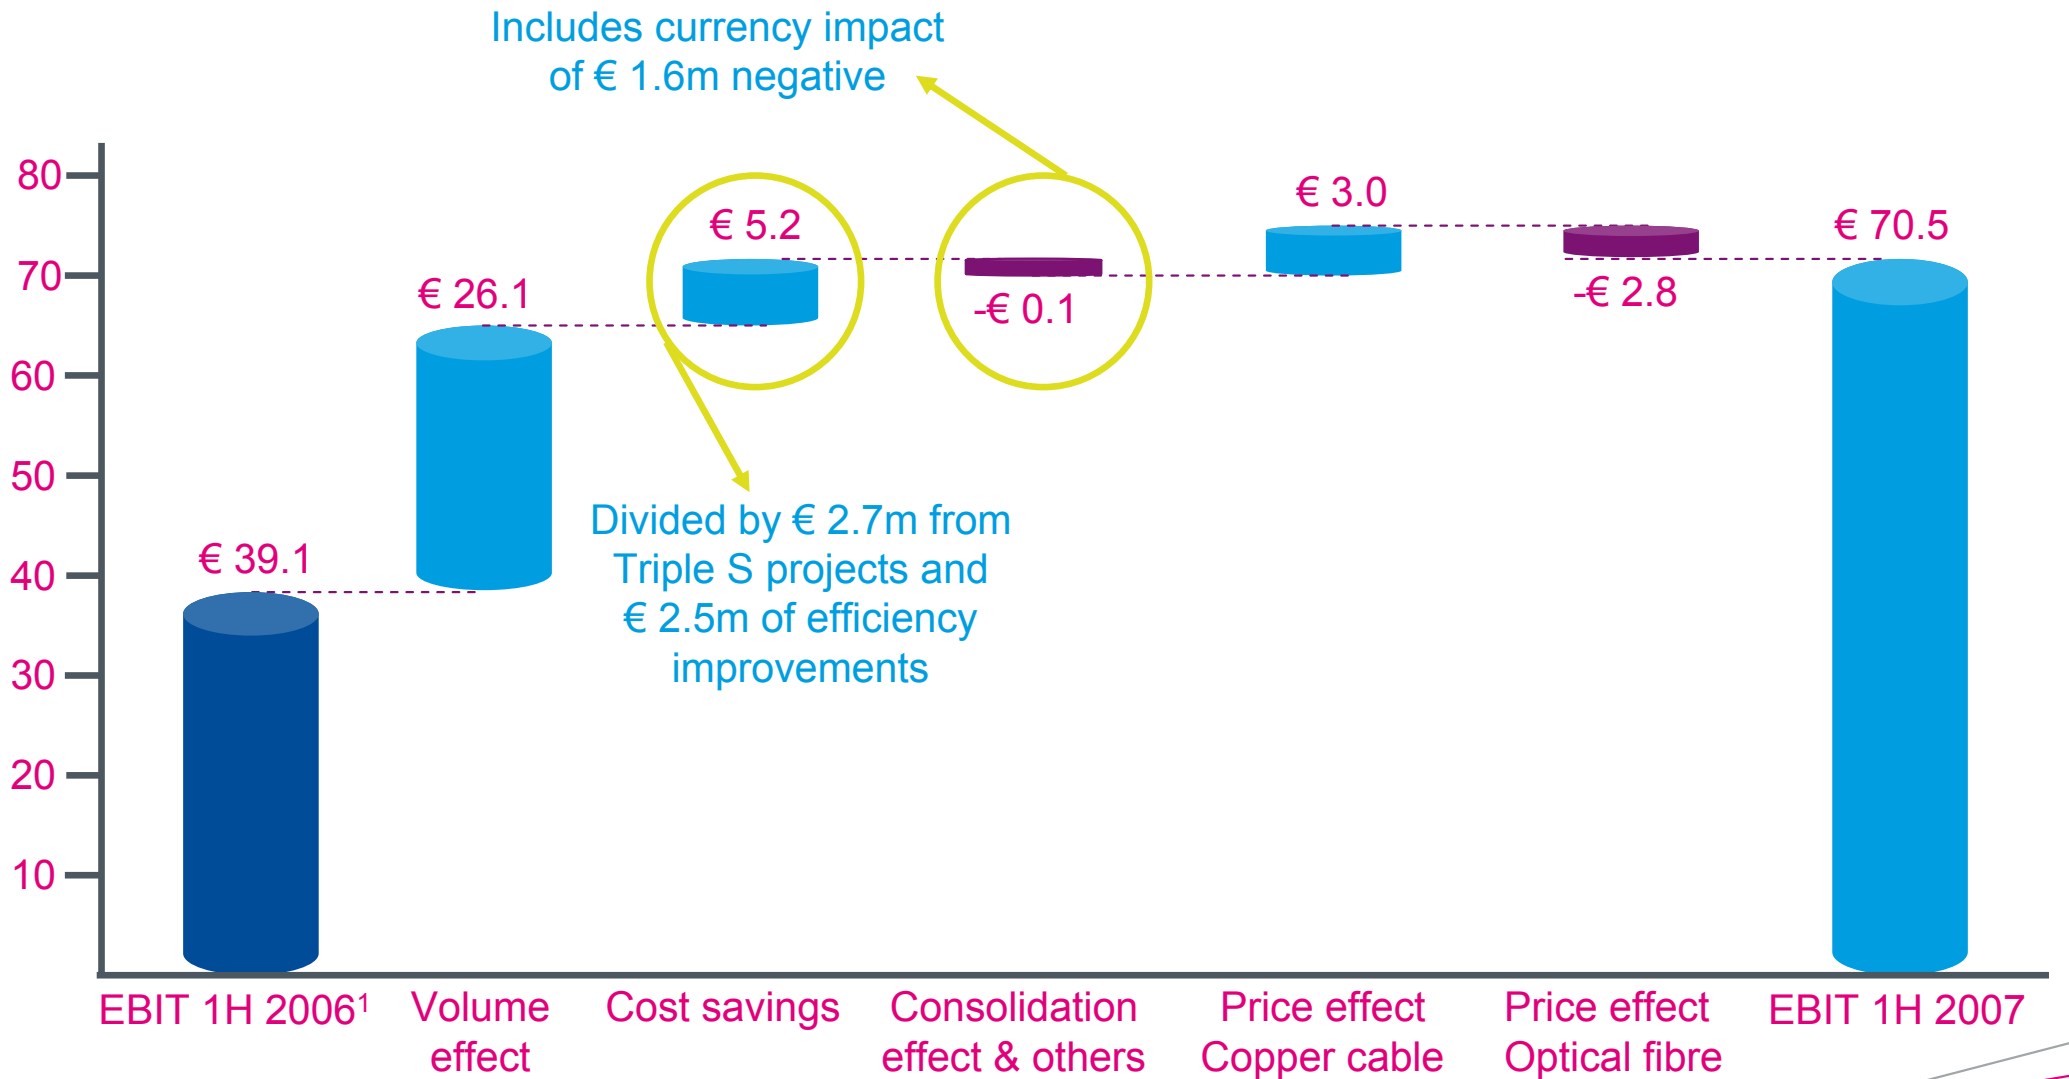 Includes currency impact
of € 1.6m negative
80
70
60
50
40
30
20
10
€ 39.1
€ 26.1
€ 5.2
-€ 0.1
€ 3.0
-€ 2.8
€ 70.5
Divided by € 2.7m from
Triple S projects and
€ 2.5m of efficiency
improvements
EBIT 1H 2006¹
Volume
effect
Cost savings
Consolidation
effect & others
Price effect
Copper cable
Price effect
Optical fibre
EBIT 1H 2007